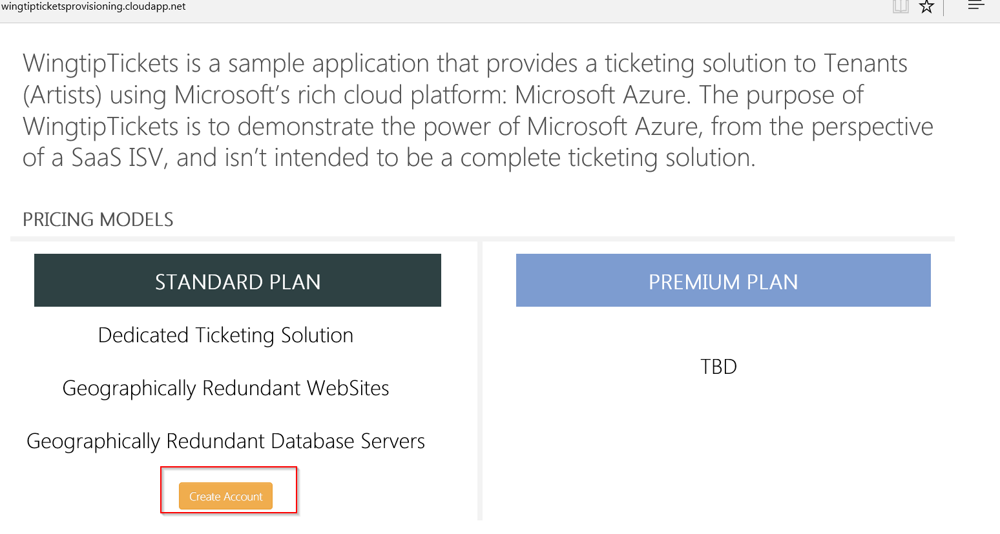 wingtipticketsprovisioning.cloudapp.net
WingtipTickets is a sample application that provides a ticketing solution to Tenants
(Artists) using Microsoft’s rich cloud platform: Microsoft Azure. The purpose of
WingtipTickets is to demonstrate the power of Microsoft Azure, from the perspective
of a SaaS ISV, and isn’t intended to be a complete ticketing solution.
PRICING MODELS
STANDARD PLAN
Dedicated Ticketing Solution
Geographically Redundant WebSites
Geographically Redundant Database Servers
Create Account
PREMIUM PLAN
TBD